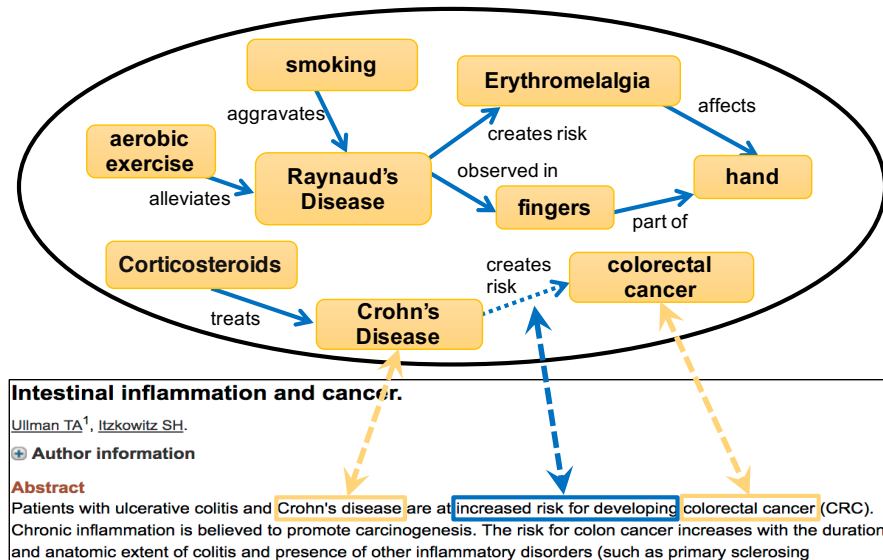 smoking
Erythromelalgia
aggravates
affects
creates risk
aerobic
exercise
Raynaud's
Disease
observed in
hand
alleviates
fingers
part of
Corticosteroids
creates
risk
colorectal
cancer
treats
Crohn's
Disease
Intestinal inflammation and cancer.
Ullman TA1, Itzkowitz SH.
Author information
Abstract
Patients with ulcerative colitis and Crohn's disease are at increased risk for developing colorectal cancer (CRC).
Chronic inflammation is believed to promote carcinogenesis. The risk for colon cancer increases with the duration
and anatomic extent of colitis and presence of other inflammatory disorders (such as primary sclerosing